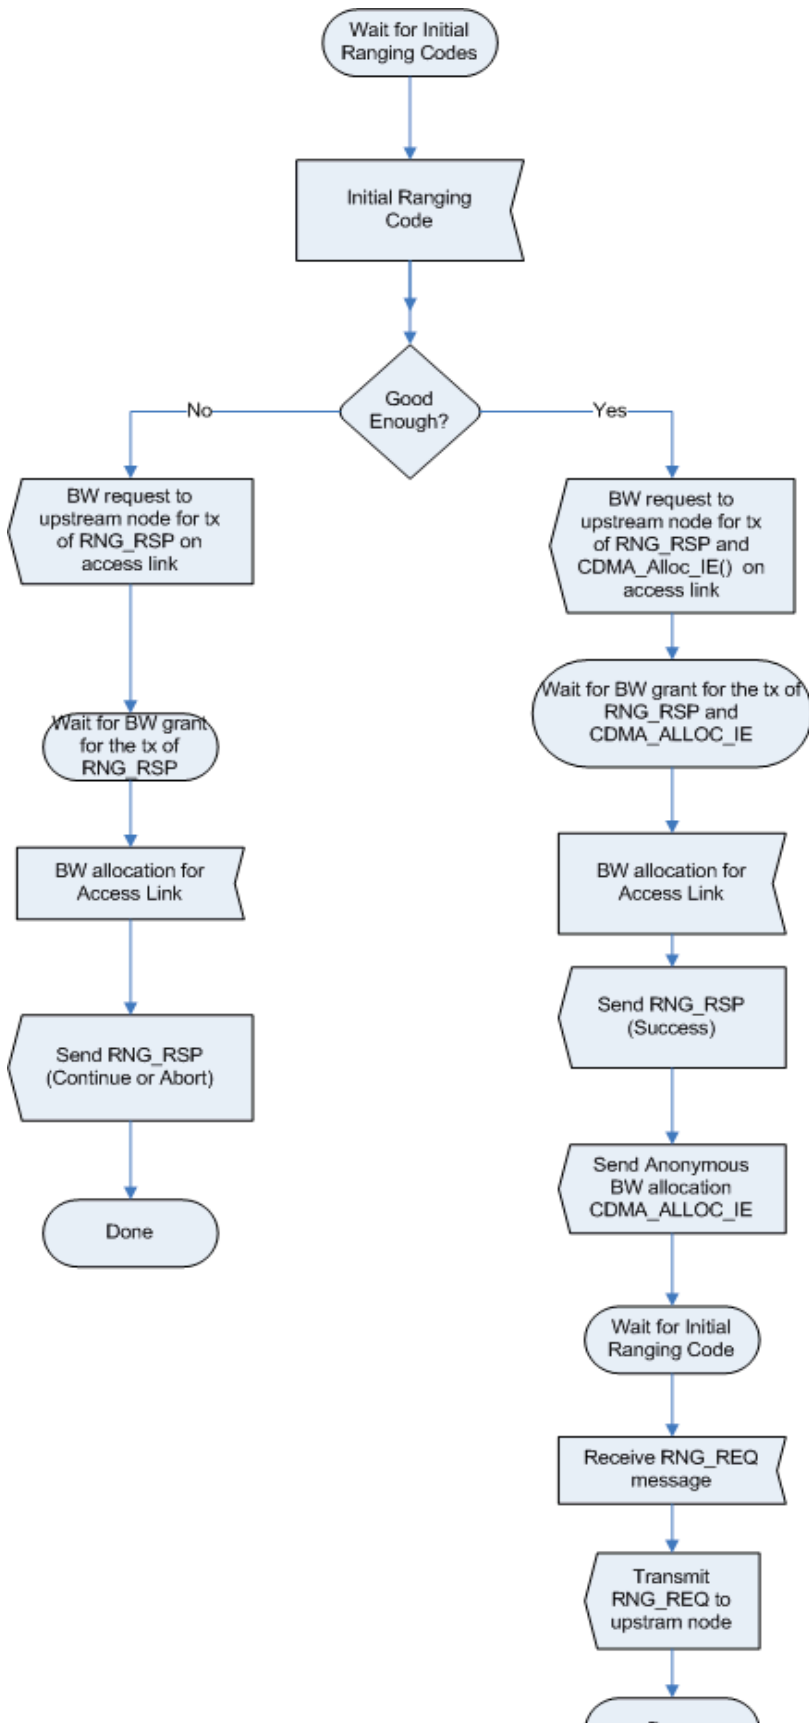 Wait for Initial
Ranging Codes
Initial Ranging
Code
Good
Enough?
No
Yes
BW request to
upstream node for tx
of RNG_RSP on
access link
Wait for BW grant
for the tx of
RNG_RSP
BW allocation for
Access Link
Send RNG_RSP
(Continue or Abort)
Done
BW request to
upstream node for tx
of RNG_RSP and
CDMA_Alloc_IE() on
access link
Wait for BW grant for the tx of
RNG_RSP and
CDMA_ALLOC_IE
BW allocation for
Access Link
Send RNG_RSP
(Success)
Send Anonymous
BW allocation
CDMA_ALLOC_IE
Wait for Initial
Ranging Code
Receive RNG_REQ
message
Transmit
RNG_REQ to
upstram node